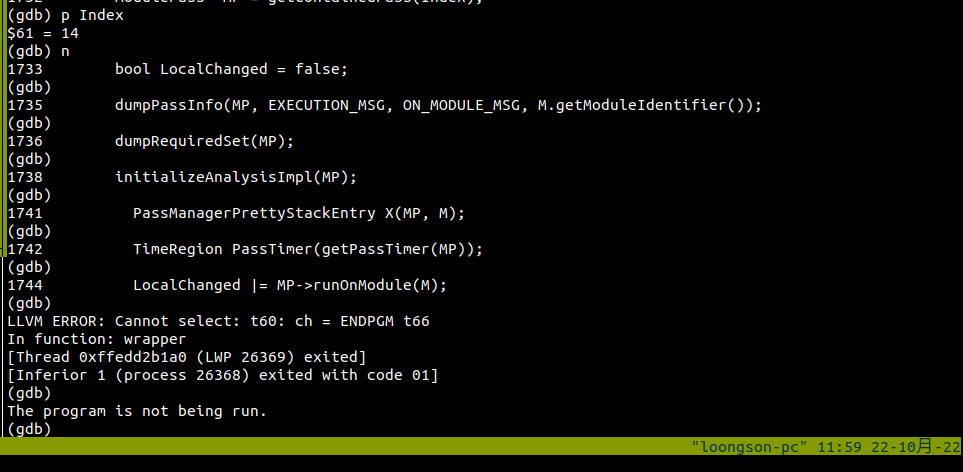 (gdb) p Index
$61 = 14
(gdb) n
1733        bool LocalChanged = false;
(gdb)
1735        dumpPassInfo(MP, EXECUTION_MSG, ON_MODULE_MSG, M.getModuleIdentifier());
(gdb)
1736        dumpRequiredSet(MP);
(gdb)
1738        initializeAnalysisImpl(MP);
(gdb)
1741          PassManagerPrettyStackEntry X(MP, M);
(gdb)
1742          TimeRegion PassTimer(getPassTimer(MP));
(gdb)
1744          LocalChanged |= MP->runOnModule(M);
(gdb)
LLVM ERROR: Cannot select: t60: ch = ENDPGM t66
In function: wrapper
[Thread 0xffedd2b1a0 (LWP 26369) exited]
[Inferior 1 (process 26368) exited with code 01]
(gdb)
The program is not being run.
(gdb)
"loongson-pc" 11:59 22-10月-22